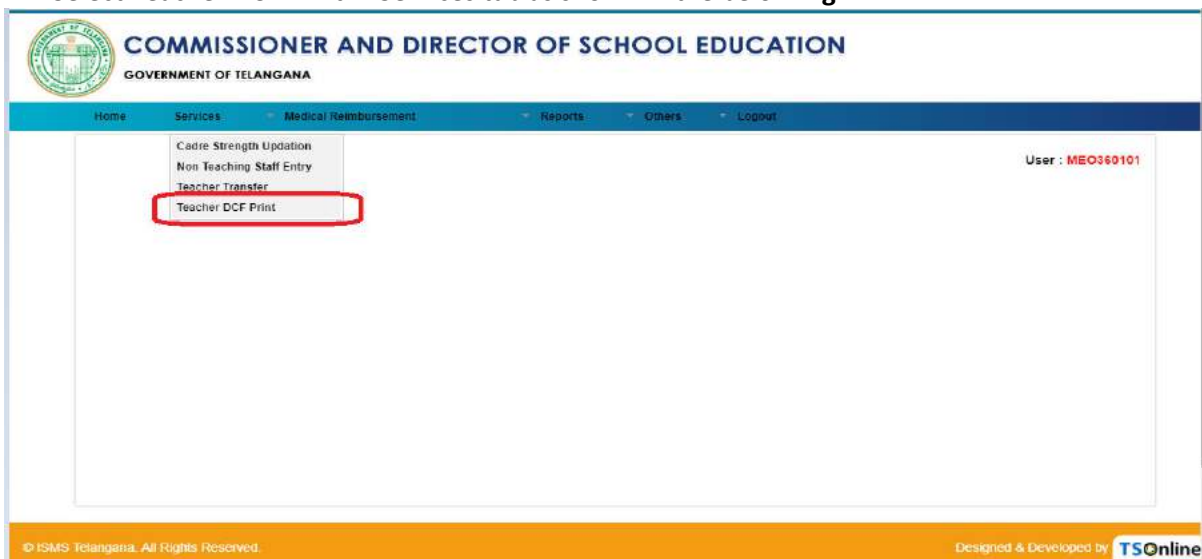 COMMISSIONER AND DIRECTOR OF SCHOOL EDUCATION
GOVERNMENT OF TELANGANA
Home Services Medical Reimbursement Reports Others Logout
Cadre Strength Updation
Non Teaching Staff Entry
Teacher Transfer
Teacher DCF Print
User : MEO360101
© ISMS Telangana. All Rights Reserved.
Designed & Developed by TSOnline